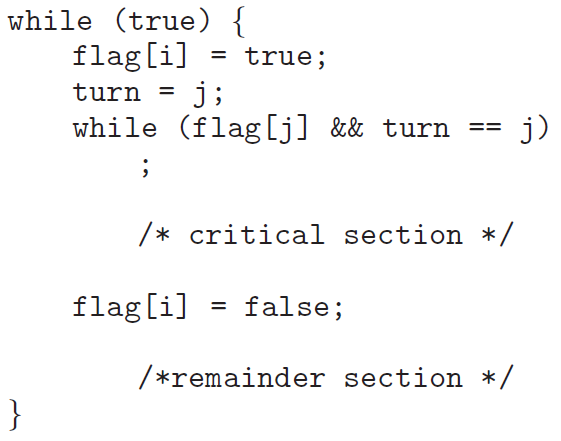 while (true) {
flag[i] = true;
turn = j;
while (flag[j] && turn == j)
;
/* critical section */
flag[i] = false;
/*remainder section */
}